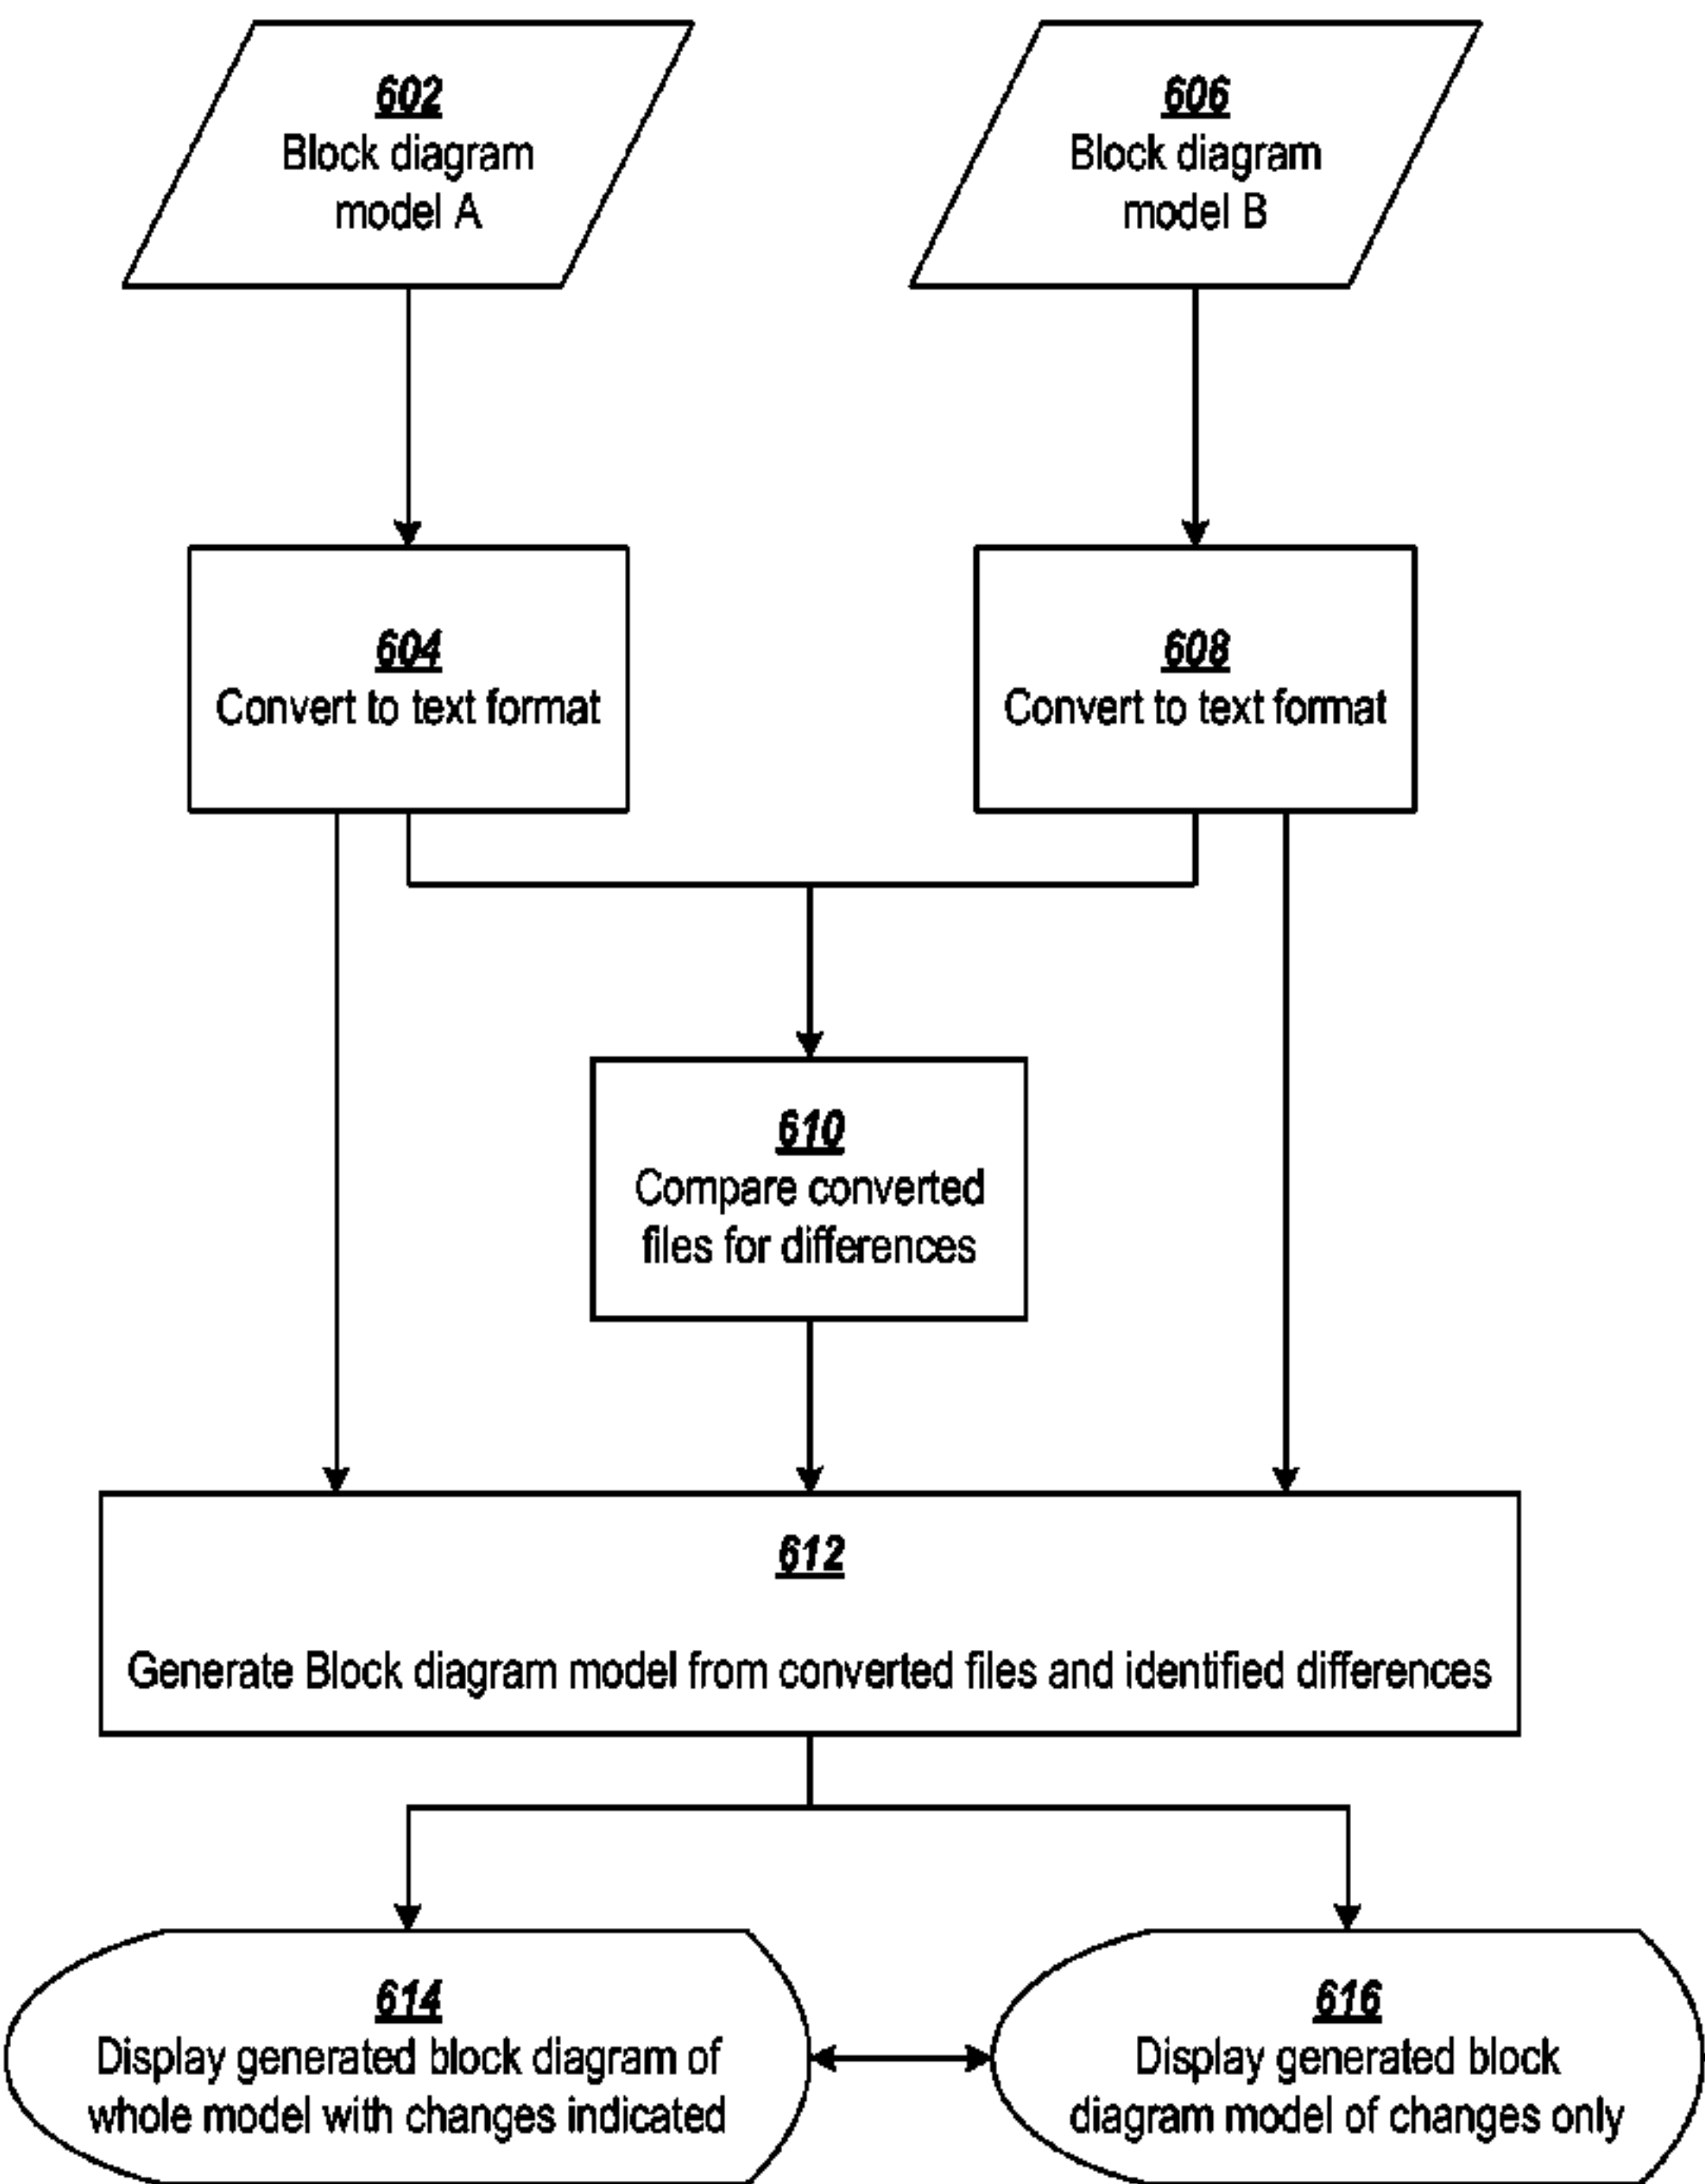 602
Block diagram
model A
606
Block diagram
model B
604
Convert to text format
608
Convert to text format
610
Compare converted
files for differences
612
Generate Block diagram model from converted files and identified differences
614
Display generated block diagram of
whole model with changes indicated
616
Display generated block
diagram model of changes only